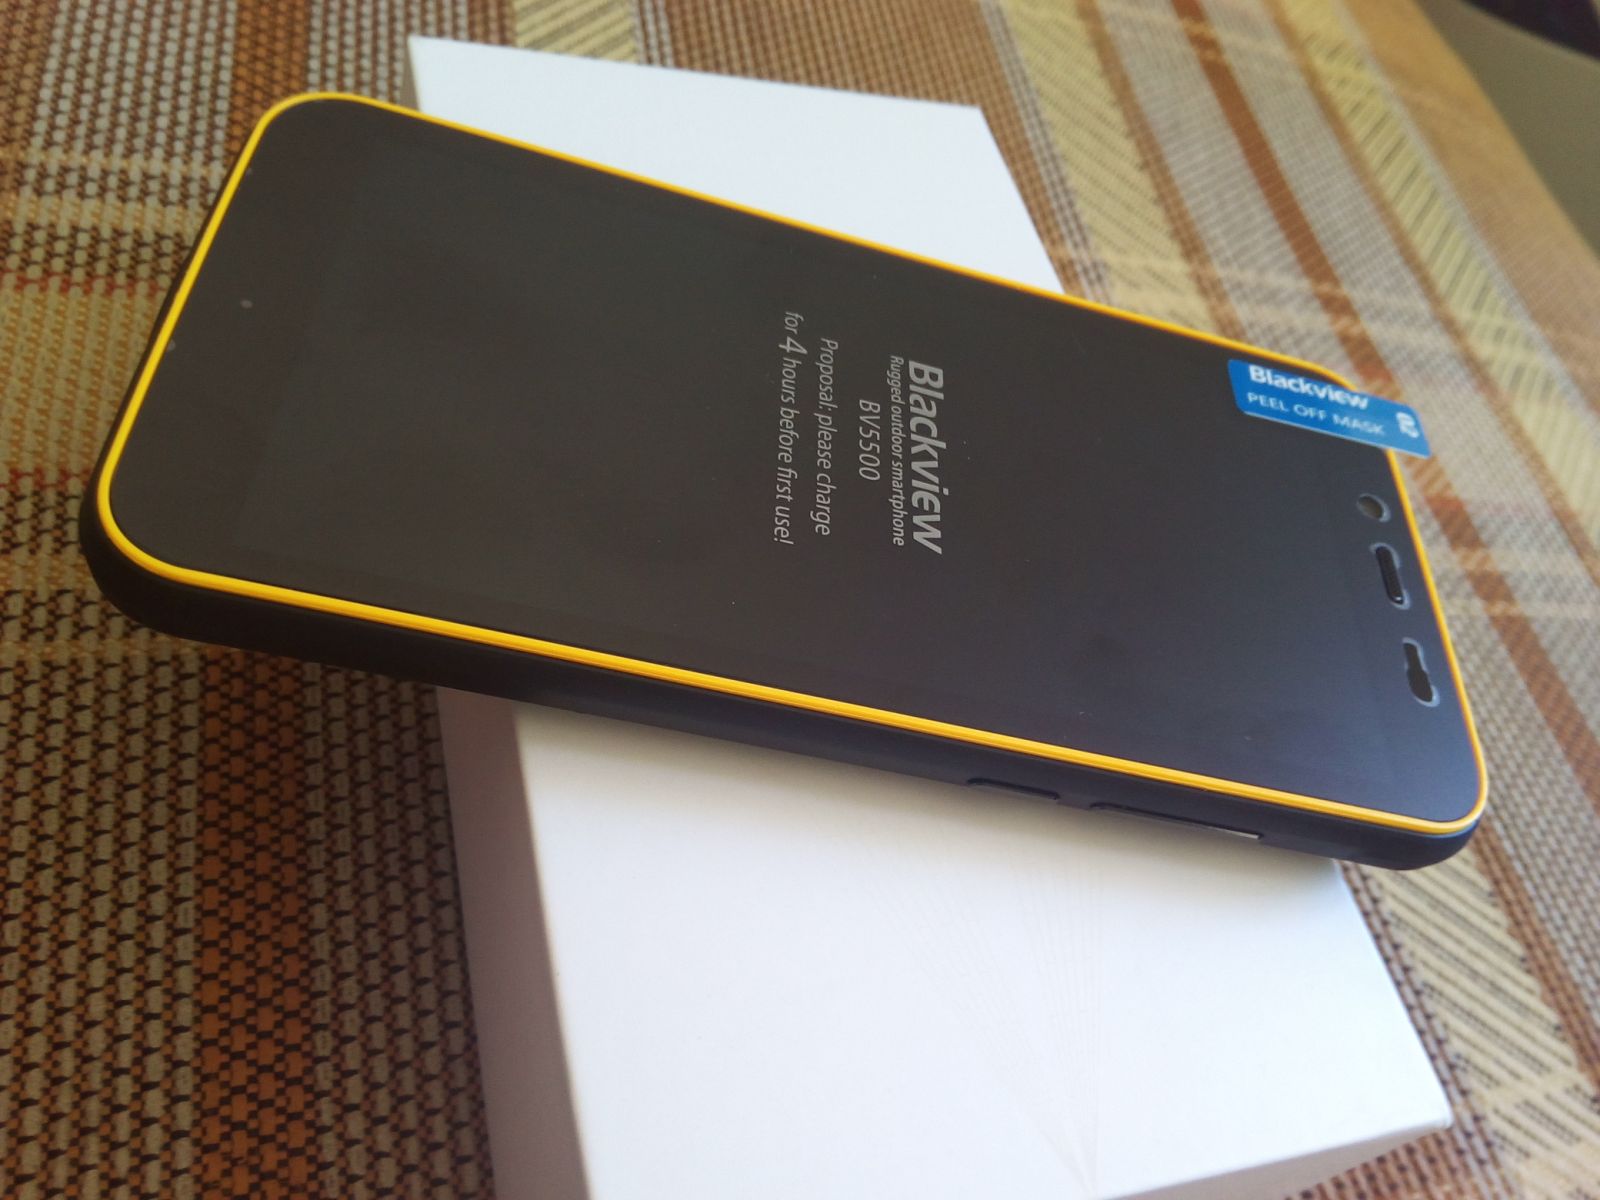 Blackview
Rugged outdoor smartphone
BV5500
Proposal: please charge
for 4 hours before first use!
Blackview
PEEL OFF MASK